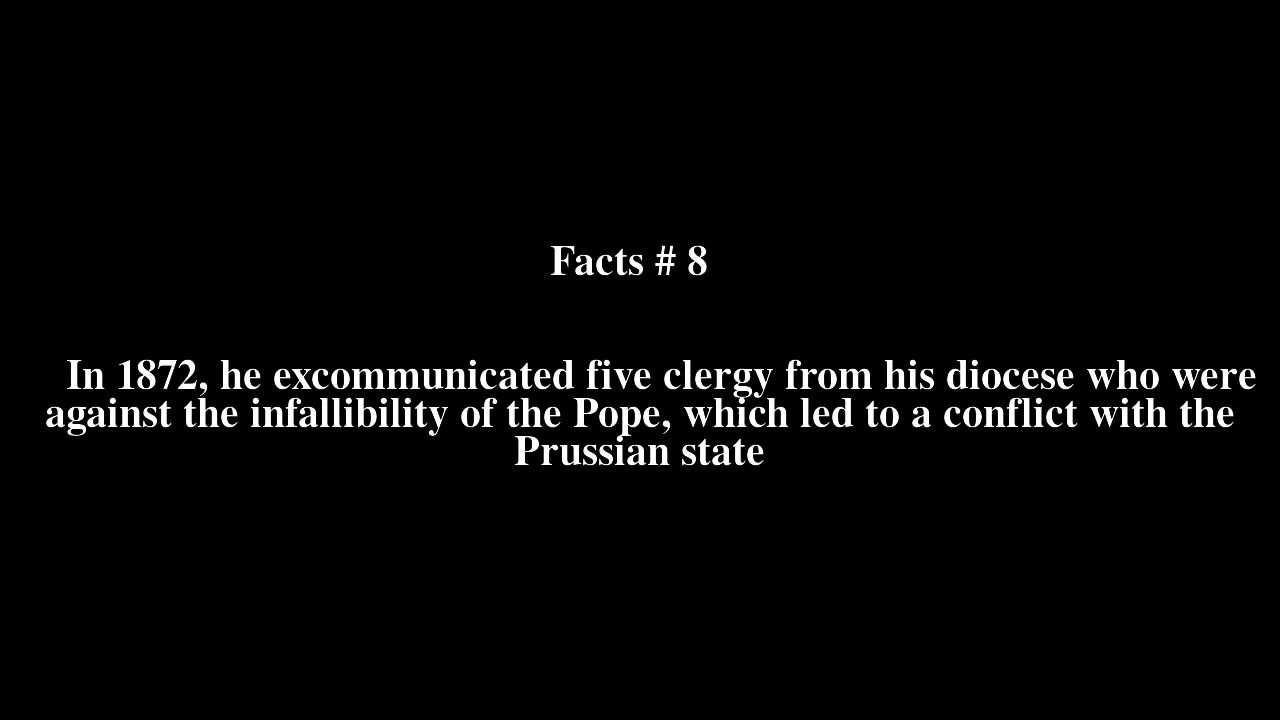 Facts # 8
In 1872, he excommunicated five clergy from his diocese who were
against the infallibility of the Pope, which led to a conflict with the
Prussian state